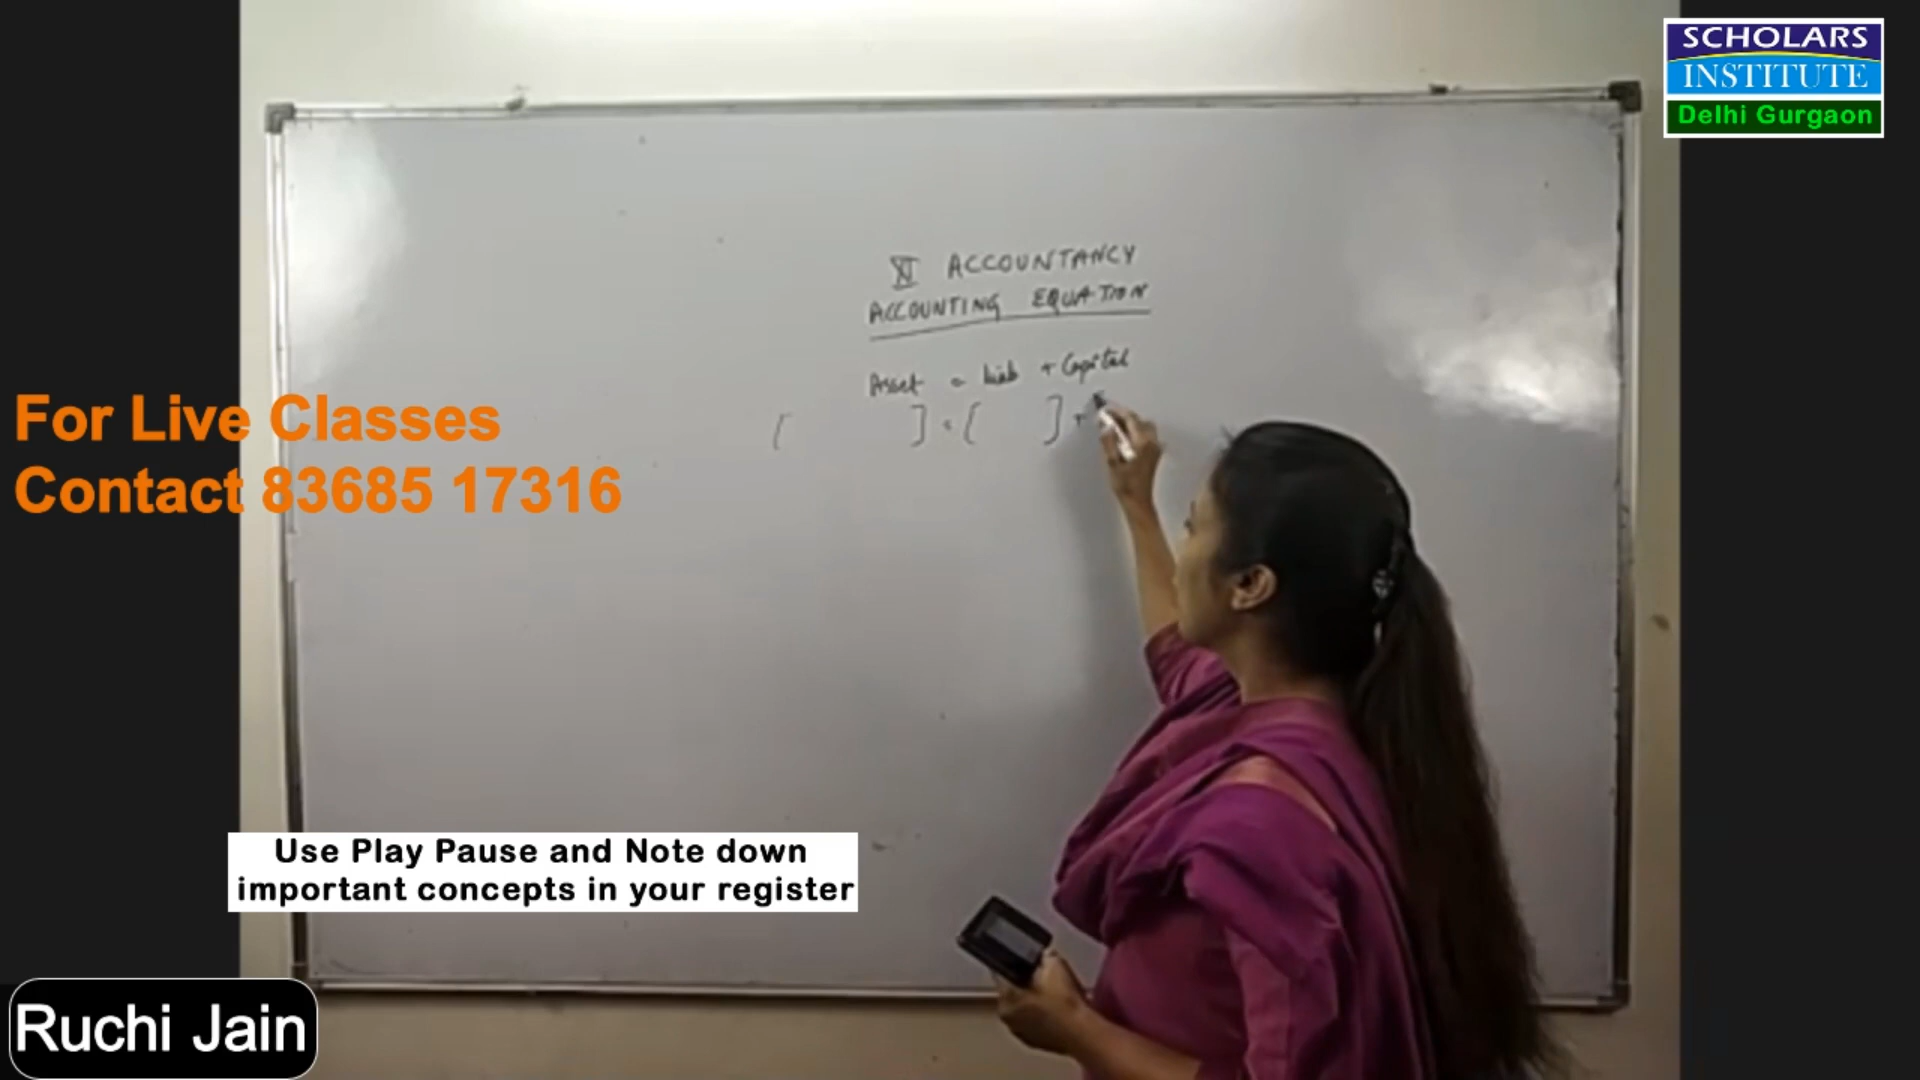 SCHOLARS
INSTITUTE
Delhi Gurgaon
XI ACCOUNTANCY
ACCOUNTING EQUATION
Asset = Liab + Capital
[ ] = [ ] +
For Live Classes
Contact 83685 17316
Use Play Pause and Note down
important concepts in your register
Ruchi Jain